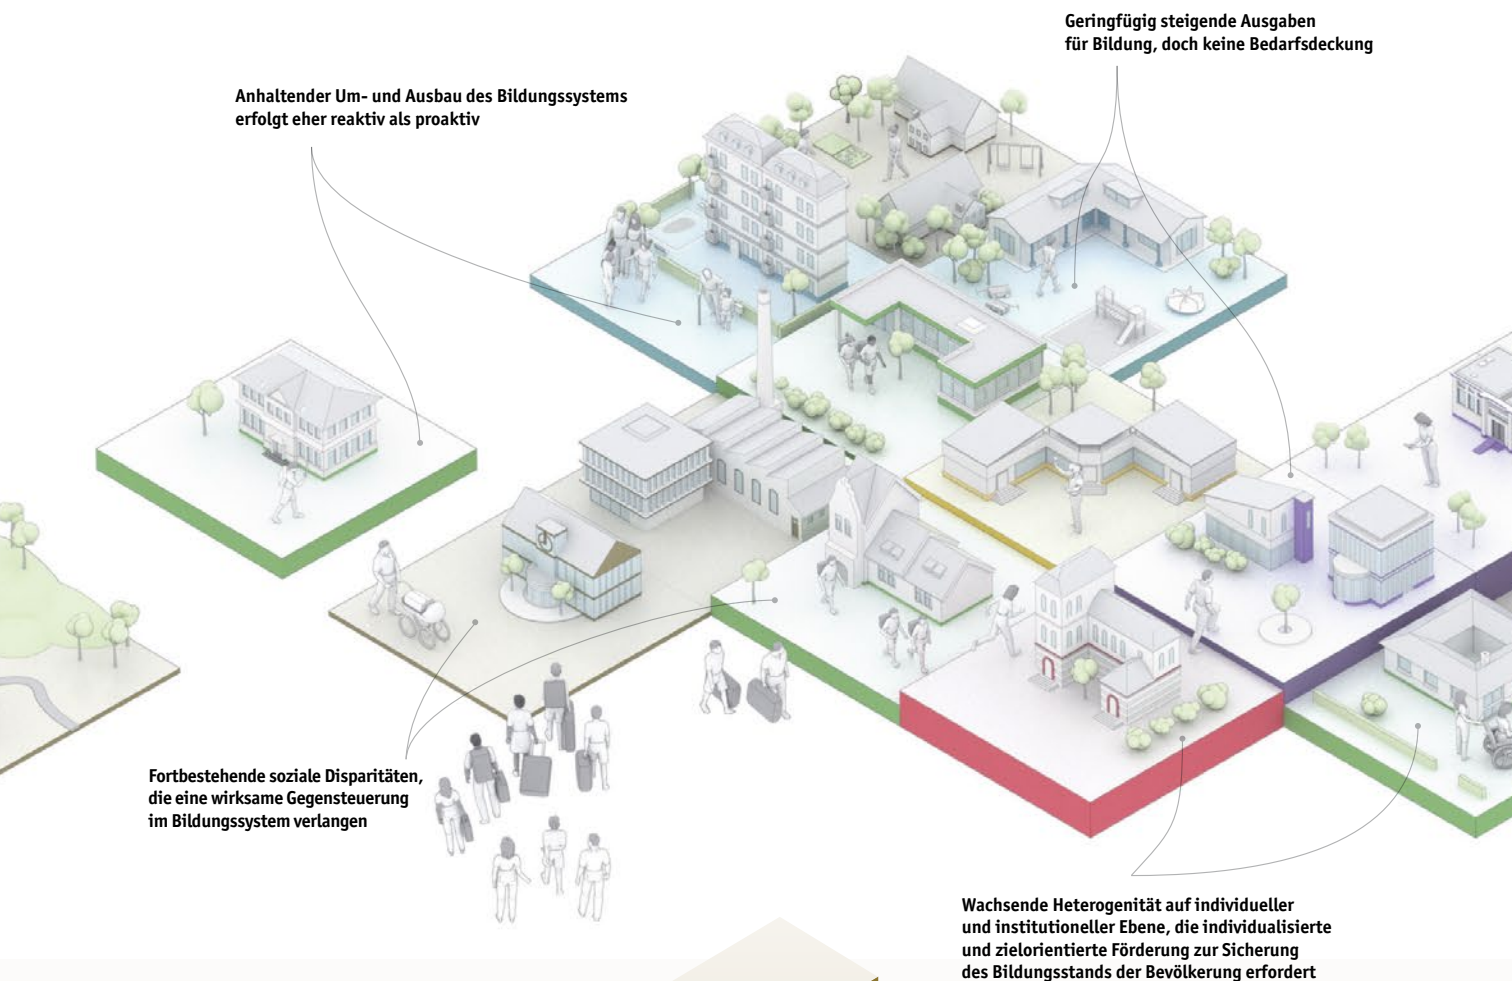 Geringfügig steigende Ausgaben
für Bildung, doch keine Bedarfsdeckung
Anhaltender Um- und Ausbau des Bildungssystems
erfolgt eher reaktiv als proaktiv
Fortbestehende soziale Disparitäten,
die eine wirksame Gegensteuerung
im Bildungssystem verlangen
Wachsende Heterogenität auf individueller
und institutioneller Ebene, die individualisierte
und zielorientierte Förderung zur Sicherung
des Bildungsstands der Bevölkerung erfordert